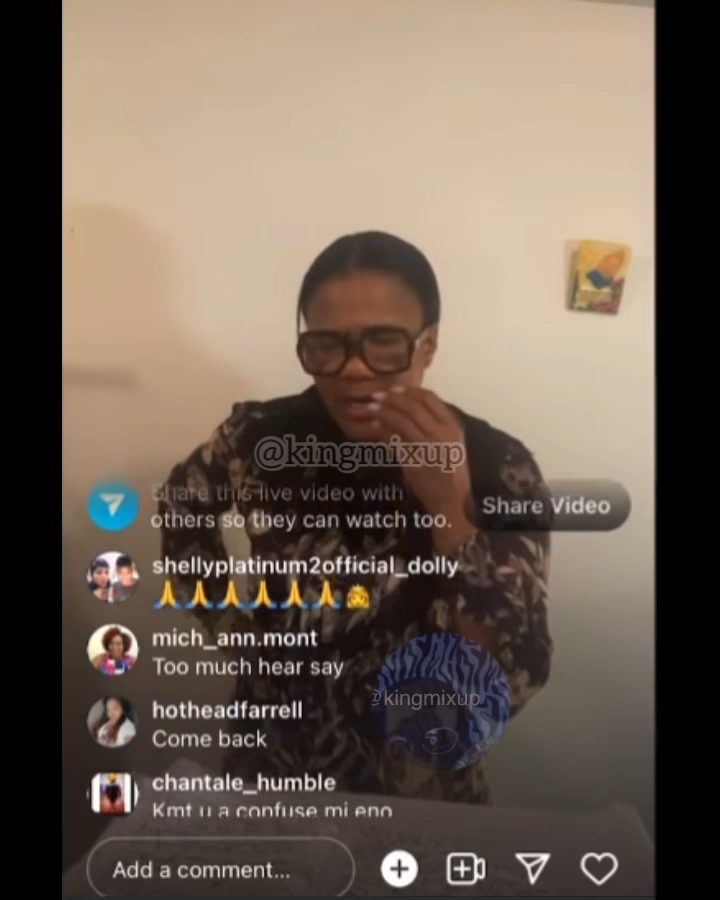 @kingmixup
Share this live video with
others so they can watch too.
Share Video
shellyplatinum2official_dolly
🙏🙏🙏🙏🙏🙏👸
mich_ann.mont
Too much hear say
@kingmixup
hotheadfarrell
Come back
chantale_humble
Kmt u a confuse mi eno
Add a comment...